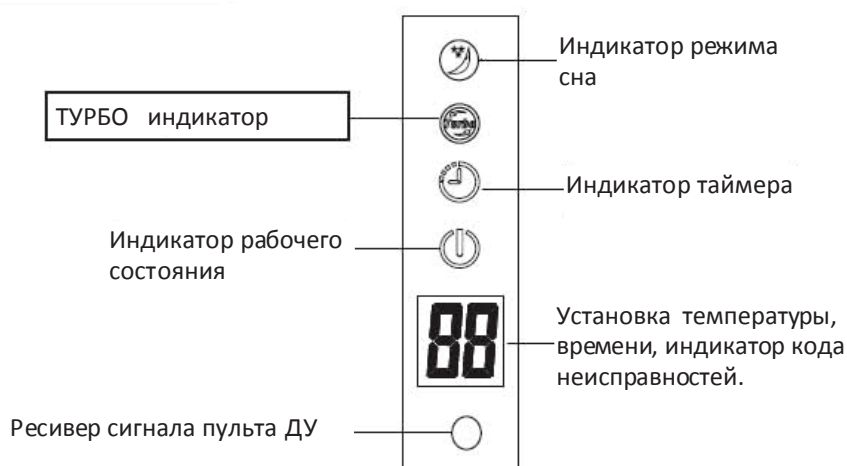 Индикатор режима
сна
ТУРБО индикатор
Turbo
Индикатор таймера
Индикатор рабочего
состояния
88
Установка температуры,
времени, индикатор кода
неисправностей.
Ресивер сигнала пульта ДУ